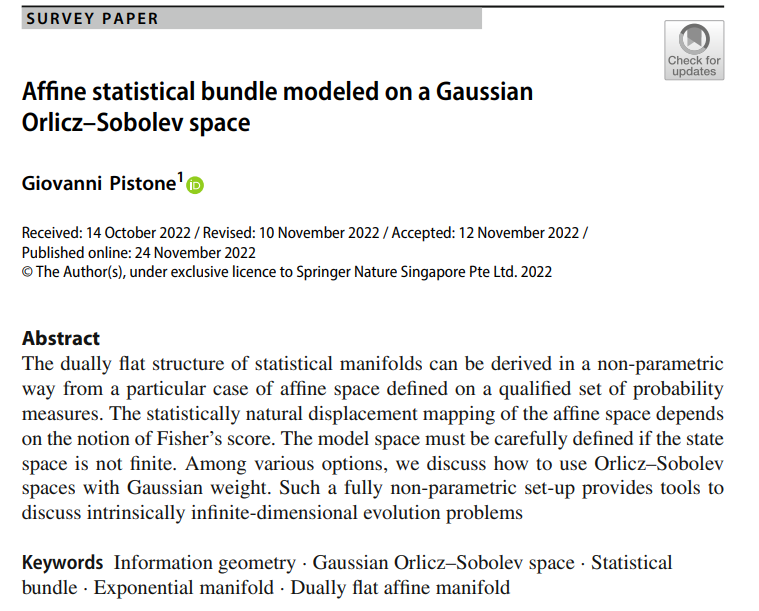 SURVEY PAPER
Check for
updates
Affine statistical bundle modeled on a Gaussian
Orlicz–Sobolev space
Giovanni Pistone1 iD
Received: 14 October 2022 / Revised: 10 November 2022 / Accepted: 12 November 2022 /
Published online: 24 November 2022
© The Author(s), under exclusive licence to Springer Nature Singapore Pte Ltd. 2022
Abstract
The dually flat structure of statistical manifolds can be derived in a non-parametric
way from a particular case of affine space defined on a qualified set of probability
measures. The statistically natural displacement mapping of the affine space depends
on the notion of Fisher's score. The model space must be carefully defined if the state
space is not finite. Among various options, we discuss how to use Orlicz–Sobolev
spaces with Gaussian weight. Such a fully non-parametric set-up provides tools to
discuss intrinsically infinite-dimensional evolution problems
Keywords Information geometry · Gaussian Orlicz–Sobolev space · Statistical
bundle · Exponential manifold · Dually flat affine manifold